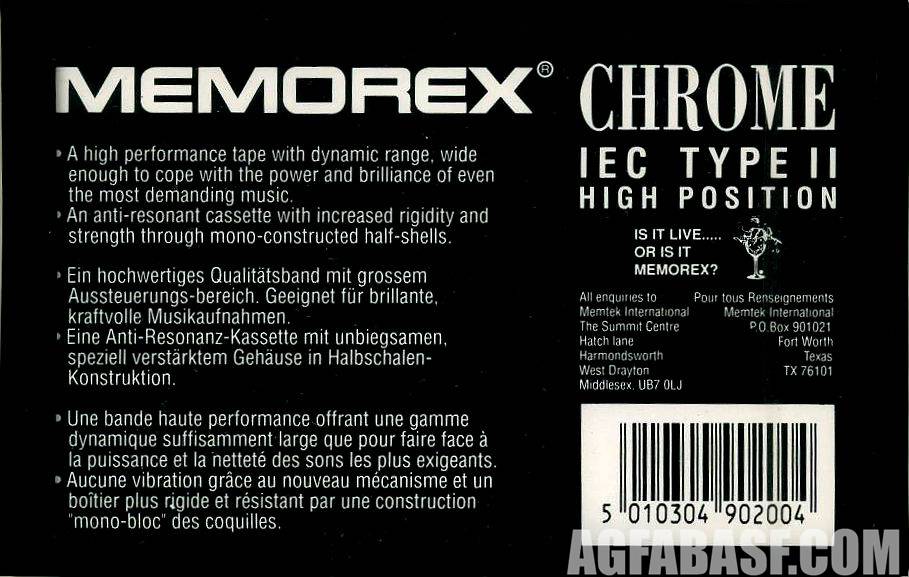 MEMOREX®
• A high performance tape with dynamic range, wide
enough to cope with the power and brilliance of even
the most demanding music.
• An anti-resonant cassette with increased rigidity and
strength through mono-constructed half-shells.
• Ein hochwertiges Qualitätsband mit grossem
Aussteuerungs-bereich. Geeignet für brillante,
kraftvolle Musikaufnahmen.
• Eine Anti-Resonanz-Kassette mit unbiegsamen,
speziell verstärktem Gehäuse in Halbschalen-
Konstruktion.
• Une bande haute performance offrant une gamme
dynamique suffisamment large que pour faire face à
la puissance et la netteté des sons les plus exigeants.
• Aucune vibration grâce au nouveau mécanisme et un
boîtier plus rigide et résistant par une construction
"mono-bloc" des coquilles.
CHROME
IEC TYPE II
HIGH POSITION
IS IT LIVE.....
OR IS IT
MEMOREX?
All enquiries to
Memtek International
The Summit Centre
Hatch lane
Harmondsworth
West Drayton
Middlesex, UB7 0LJ
Pour tous Renseignements
Memtek International
P.O.Box 901021
Fort Worth
Texas
TX 76101
5 010304 902004
AGFABASF.COM